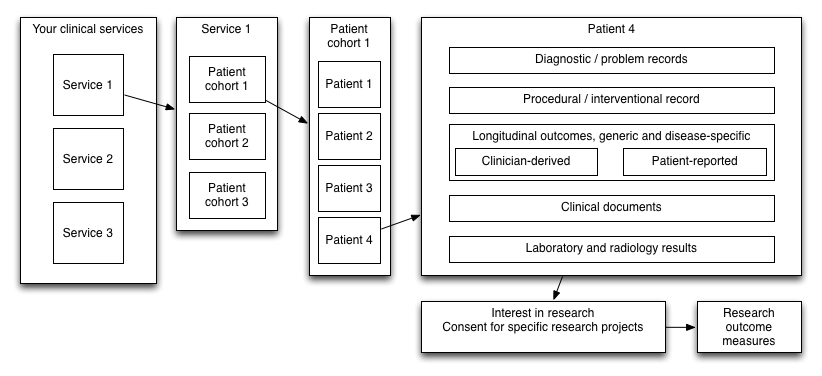 Your clinical services
Service 1
Service 2
Service 3
Service 1
Patient
cohort 1
Patient
cohort 2
Patient
cohort 3
Patient
cohort 1
Patient 1
Patient 2
Patient 3
Patient 4
Patient 4
Diagnostic / problem records
Procedural / interventional record
Longitudinal outcomes, generic and disease-specific
Clinician-derived
Patient-reported
Clinical documents
Laboratory and radiology results
Interest in research
Consent for specific research projects
Research
outcome
measures